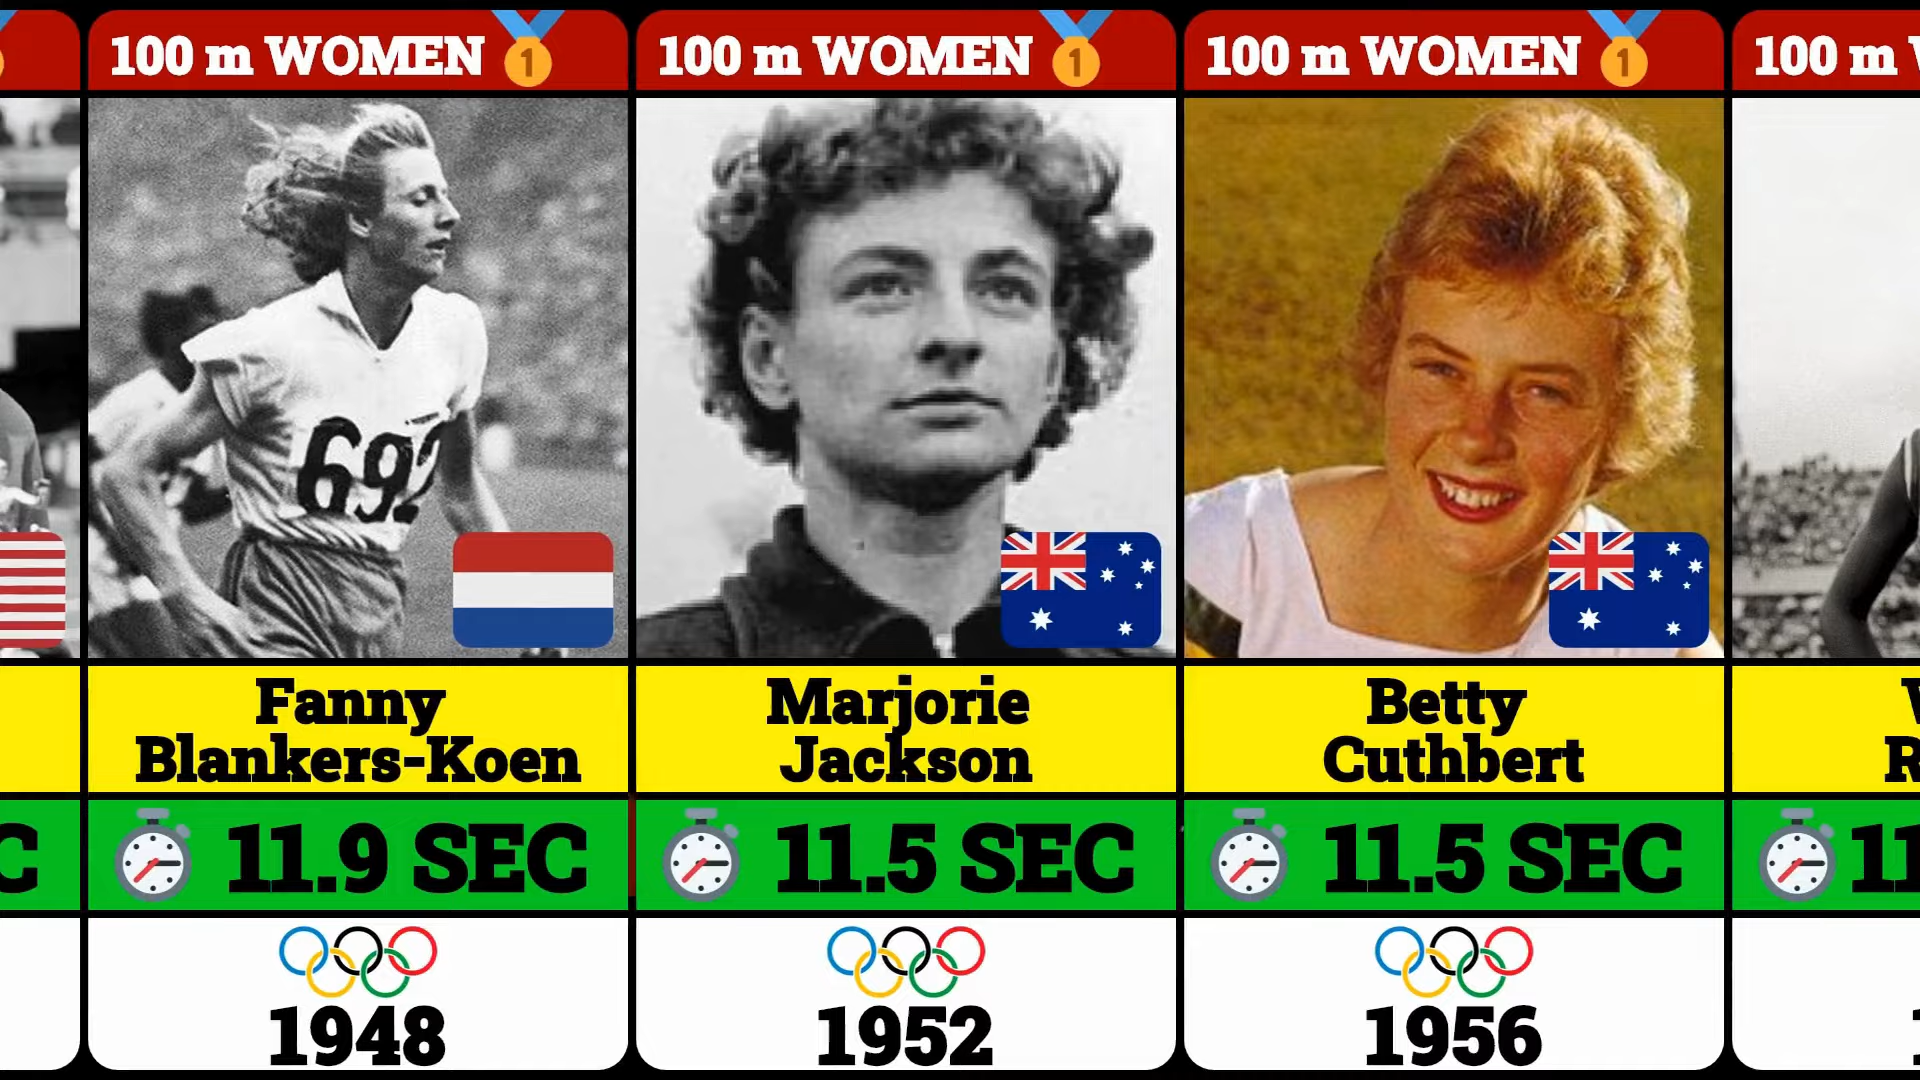 100 m WOMEN
1
100 m WOMEN
1
100 m WOMEN
1
100 m
692
Fanny
Blankers-Koen
Marjorie
Jackson
Betty
Cuthbert
C
11.9 SEC
11.5 SEC
11.5 SEC
11
1948
1952
1956